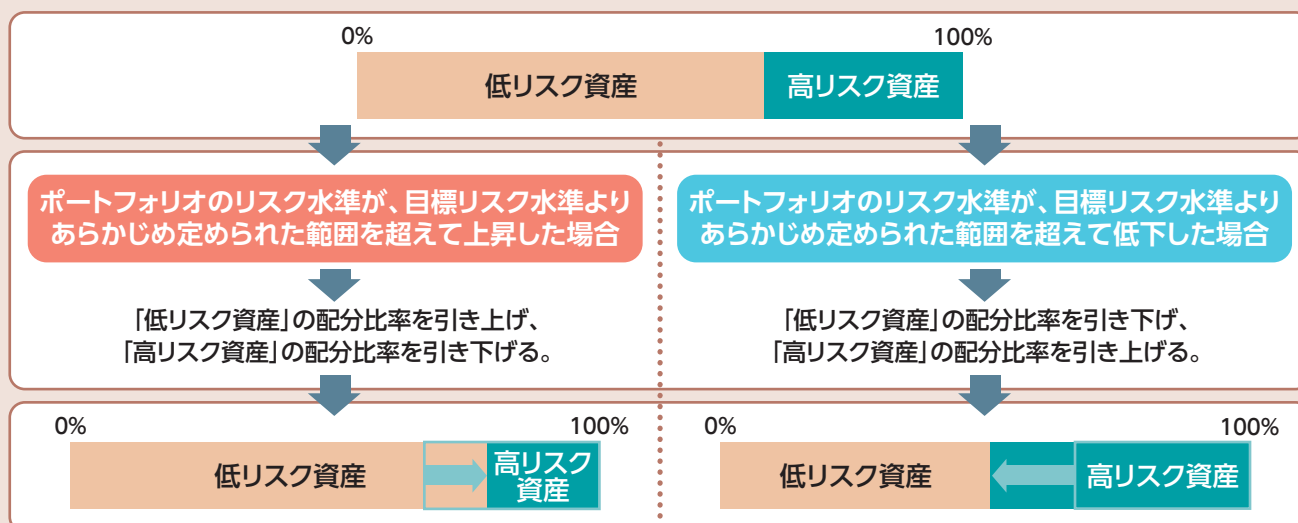 0%
100%
低リスク資産
高リスク資産
ポートフォリオのリスク水準が、目標リスク水準より
あらかじめ定められた範囲を超えて上昇した場合
「低リスク資産」の配分比率を引き上げ、
「高リスク資産」の配分比率を引き下げる。
0%
100%
低リスク資産
高リスク
資産
ポートフォリオのリスク水準が、目標リスク水準より
あらかじめ定められた範囲を超えて低下した場合
「低リスク資産」の配分比率を引き下げ、
「高リスク資産」の配分比率を引き上げる。
0%
100%
低リスク資産
高リスク資産